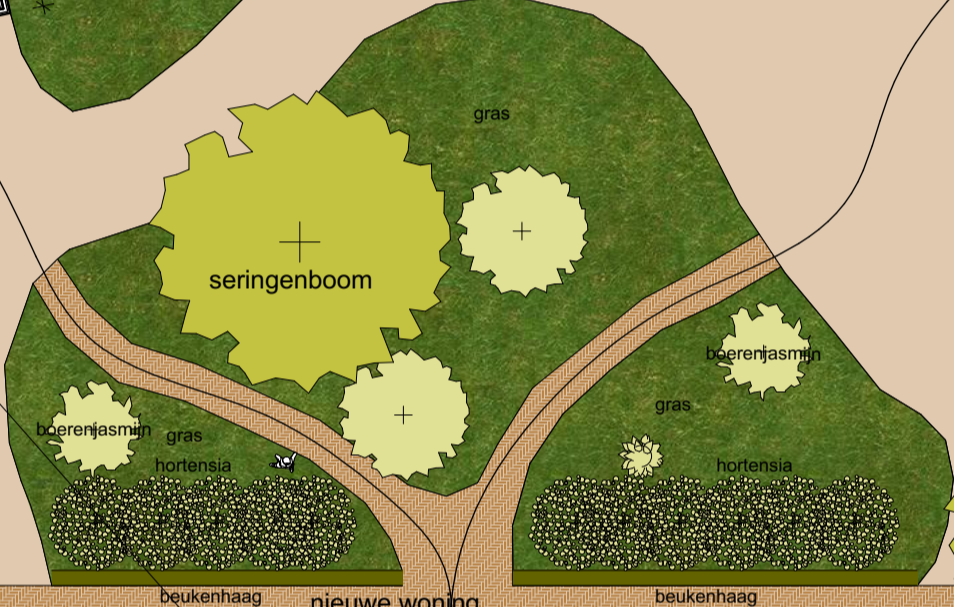 gras
seringenboom
boerenjasmijn
gras
boerenjasmijn
gras
hortensia
hortensia
beukenhaag
beukenhaag
nieuwe woning